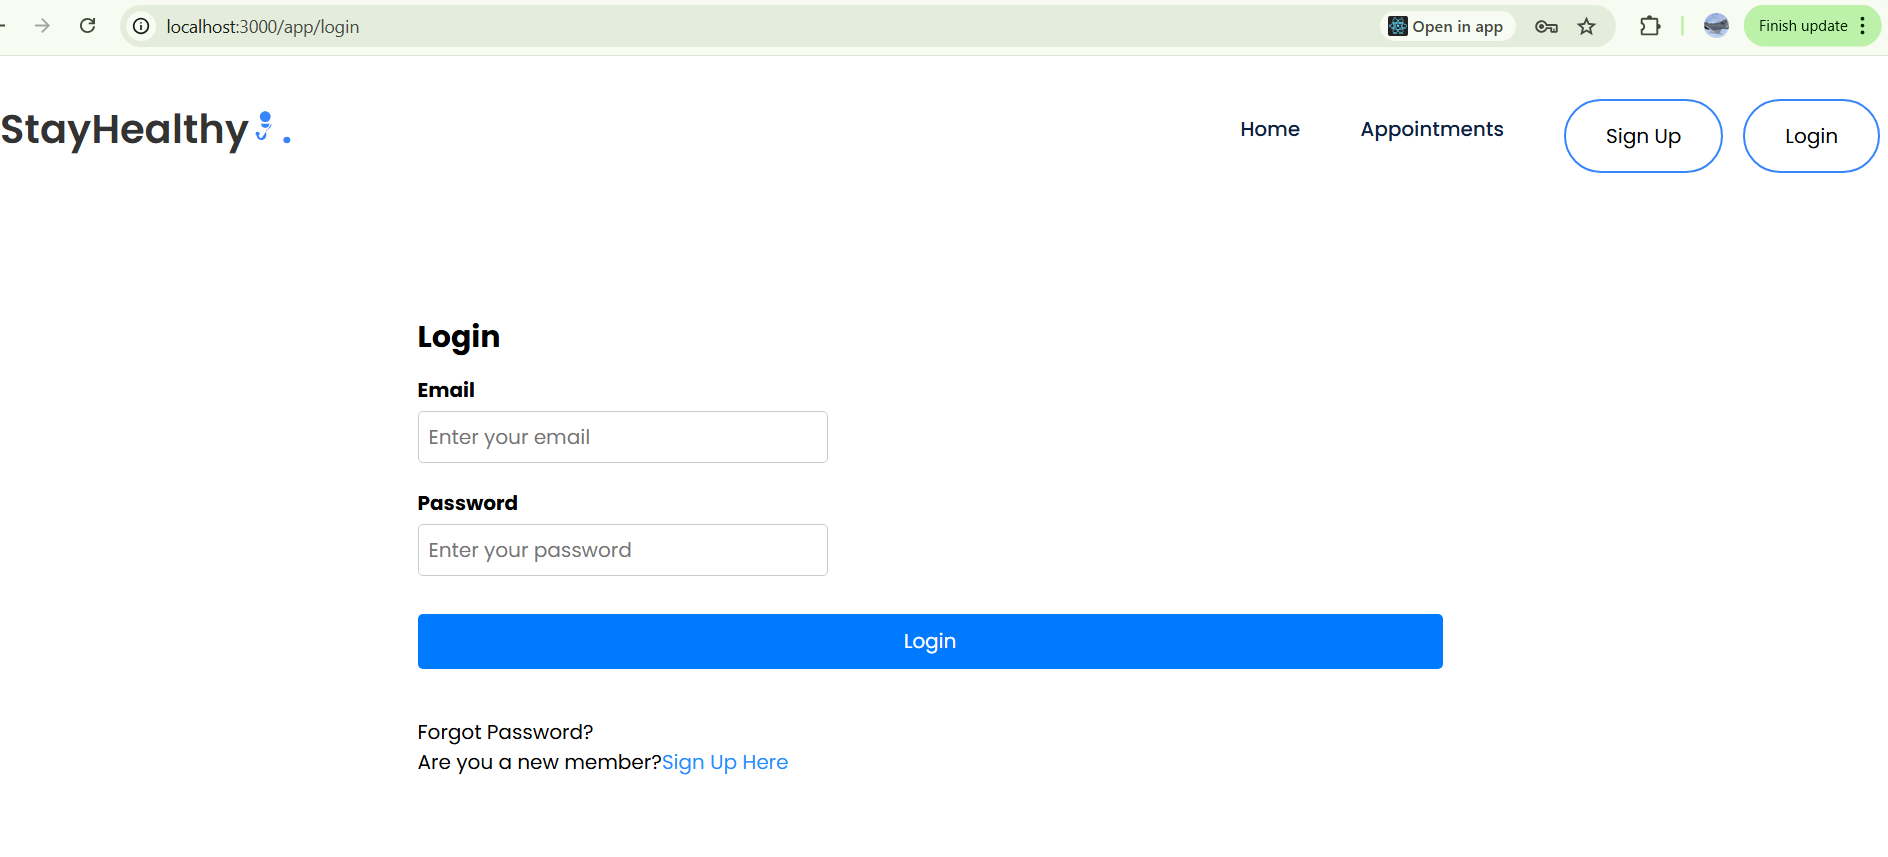 localhost:3000/app/login
Open in app
Finish update
StayHealthy .
Home
Appointments
Sign Up
Login
Login
Email
Enter your email
Password
Enter your password
Login
Forgot Password?
Are you a new member?Sign Up Here